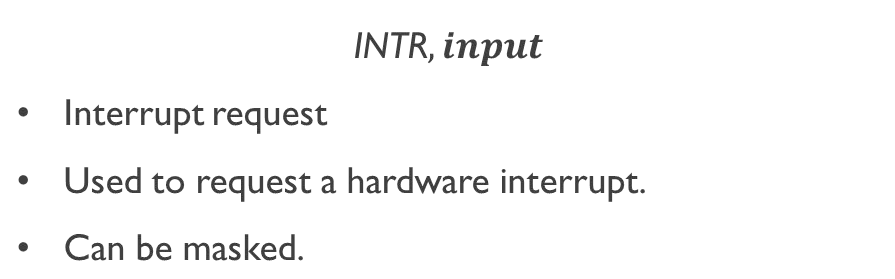 INTR, input
• Interrupt request
• Used to request a hardware interrupt.
• Can be masked.